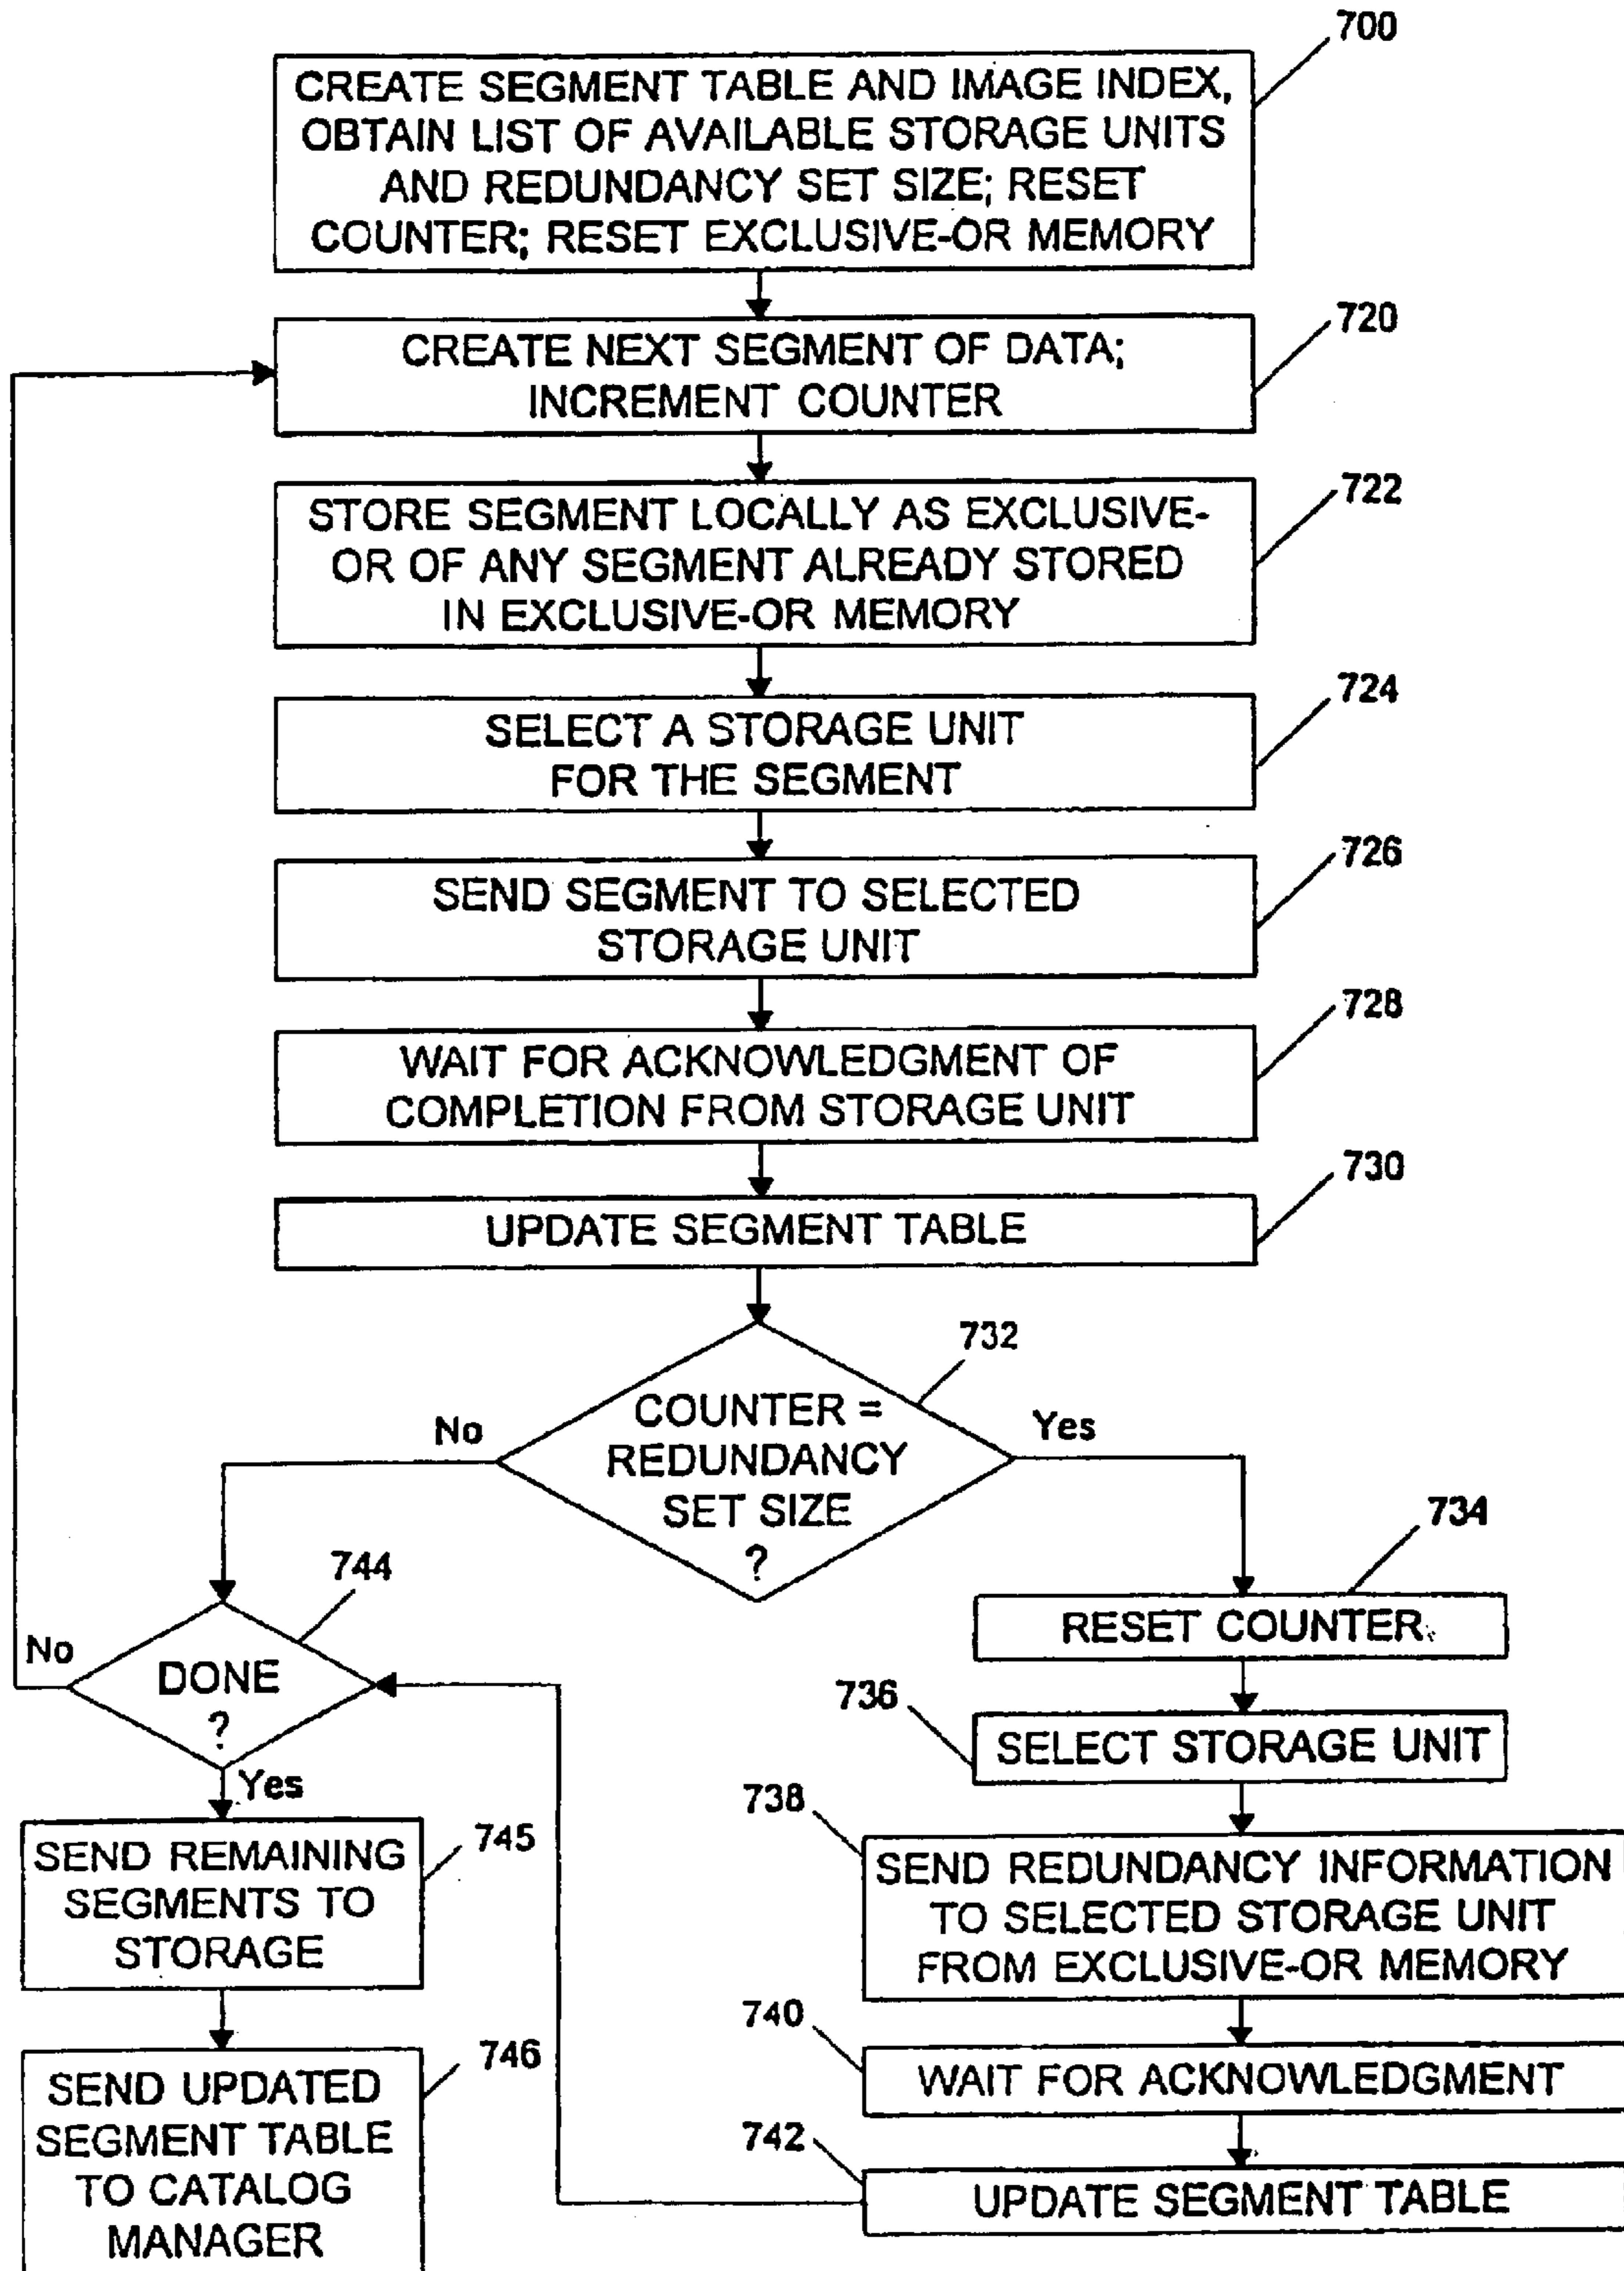 700
CREATE SEGMENT TABLE AND IMAGE INDEX,
OBTAIN LIST OF AVAILABLE STORAGE UNITS
AND REDUNDANCY SET SIZE; RESET
COUNTER; RESET EXCLUSIVE-OR MEMORY
720
CREATE NEXT SEGMENT OF DATA;
INCREMENT COUNTER
722
STORE SEGMENT LOCALLY AS EXCLUSIVE-
OR OF ANY SEGMENT ALREADY STORED
IN EXCLUSIVE-OR MEMORY
724
SELECT A STORAGE UNIT
FOR THE SEGMENT
726
SEND SEGMENT TO SELECTED
STORAGE UNIT
728
WAIT FOR ACKNOWLEDGMENT OF
COMPLETION FROM STORAGE UNIT
730
UPDATE SEGMENT TABLE
732
COUNTER =
REDUNDANCY
SET SIZE
?
No
Yes
734
RESET COUNTER
736
SELECT STORAGE UNIT
738
SEND REDUNDANCY INFORMATION
TO SELECTED STORAGE UNIT
FROM EXCLUSIVE-OR MEMORY
740
WAIT FOR ACKNOWLEDGMENT
742
UPDATE SEGMENT TABLE
744
DONE
?
No
Yes
745
SEND REMAINING
SEGMENTS TO
STORAGE
746
SEND UPDATED
SEGMENT TABLE
TO CATALOG
MANAGER